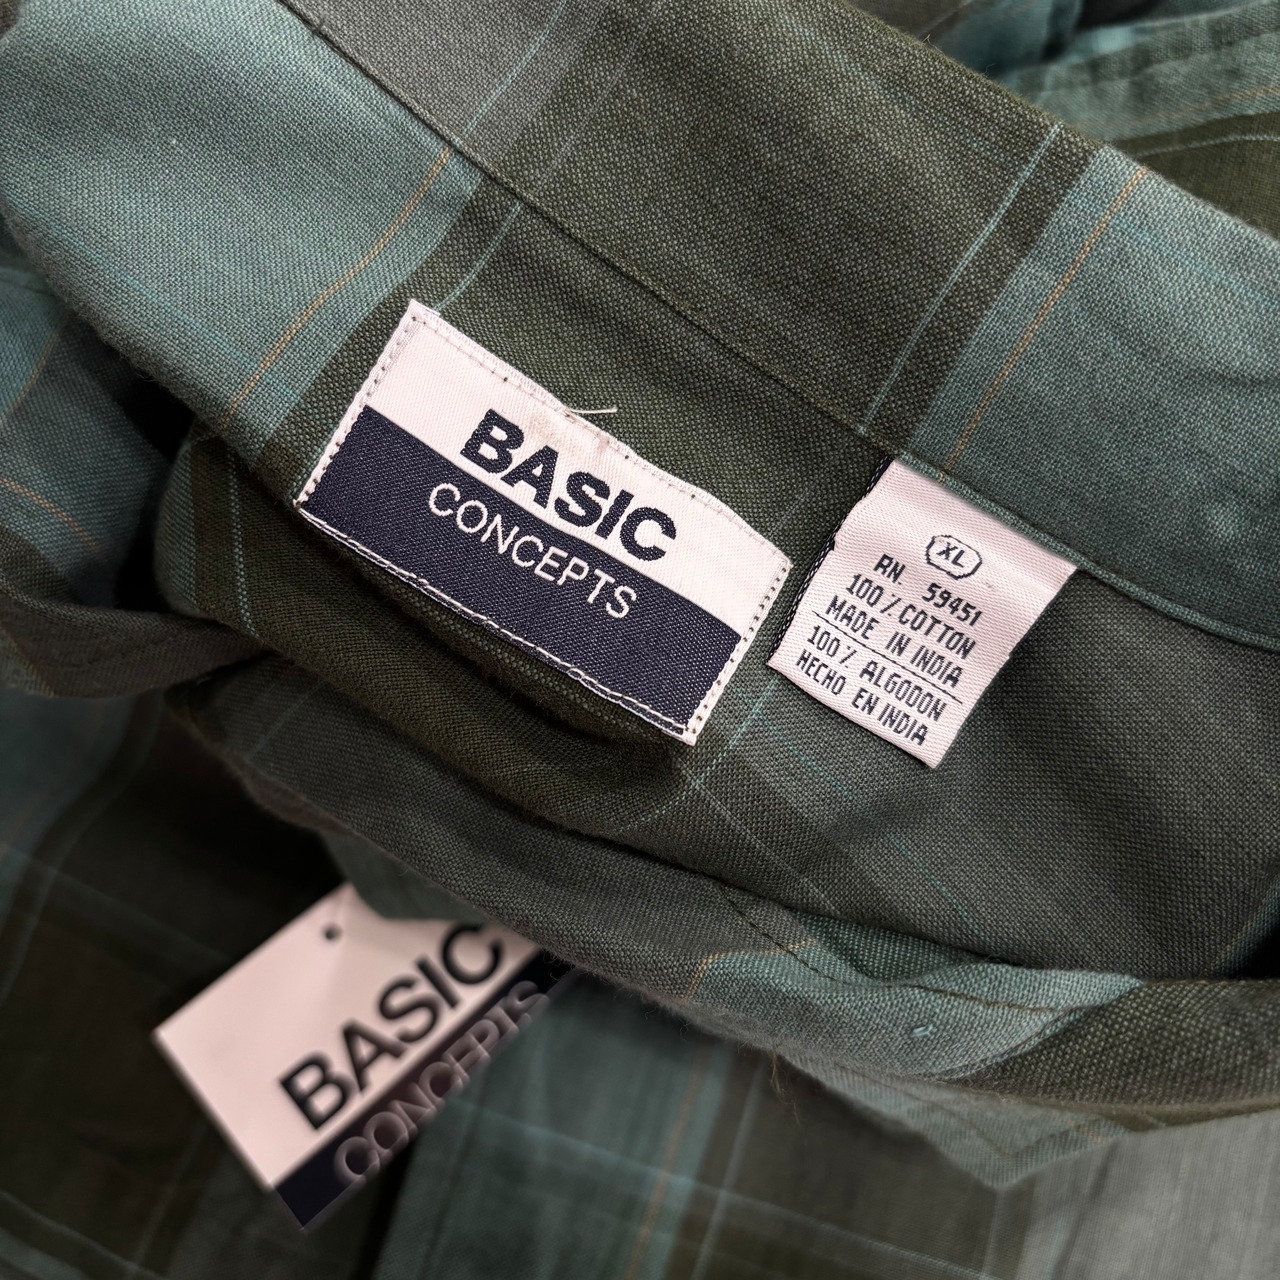 BASIC
CONCEPTS
XL
RN. 59451
100% COTTON
MADE IN INDIA
100% ALGODON
HECHO EN INDIA
BASIC
CONCEPTS